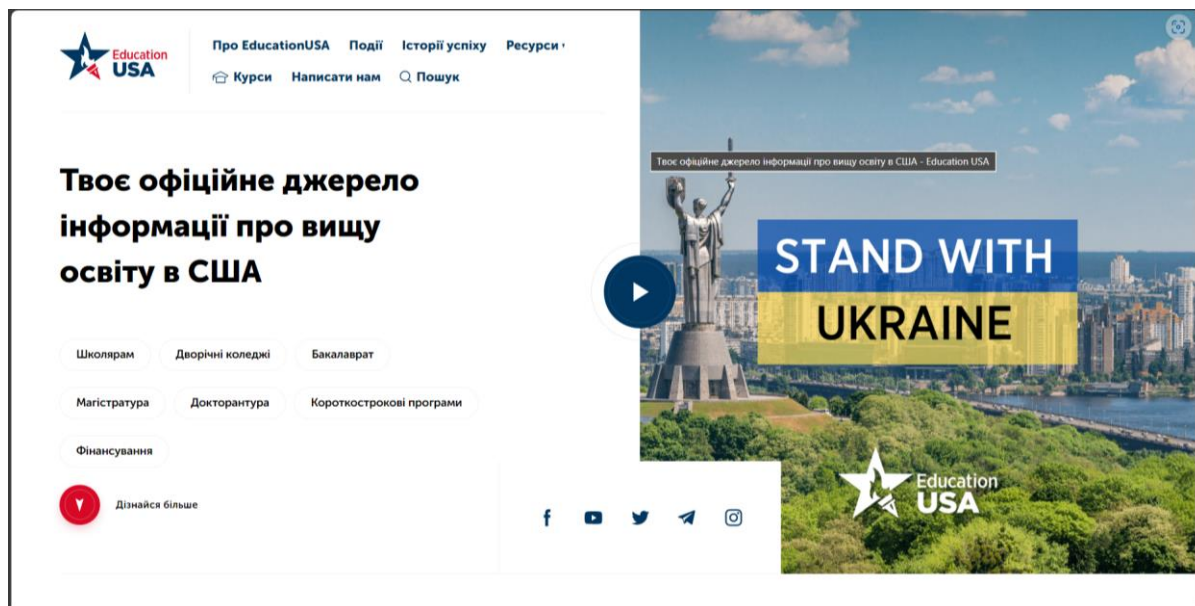 Education
USA
Про EducationUSA Події Історії успіху Ресурси
Курси Написати нам Пошук
Твоє офіційне джерело
інформації про вищу
освіту в США
Школярам Дворічні коледжі Бакалаврат
Магістратура Докторантура Короткострокові програми
Фінансування
Дізнайся більше
Твоє офіційне джерело інформації про вищу освіту в США - Education USA
STAND WITH
UKRAINE
Education
USA